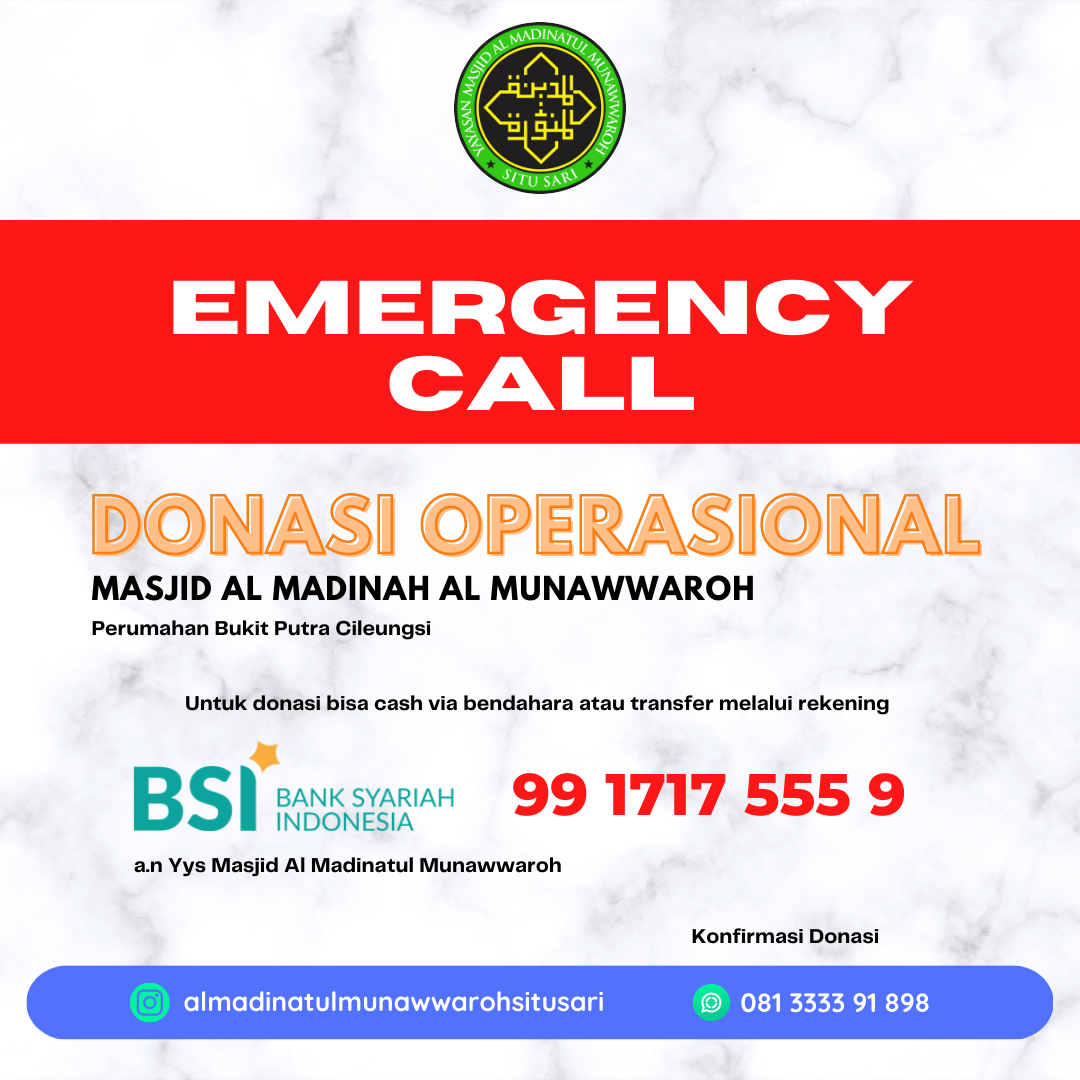 YAYASAN MASJID AL MADINATUL MUNAWWAROH
المدينة
المنورة
★ SITU SARI ★
EMERGENCY
CALL
DONASI OPERASIONAL
MASJID AL MADINAH AL MUNAWWAROH
Perumahan Bukit Putra Cileungsi
Untuk donasi bisa cash via bendahara atau transfer melalui rekening
BSI BANK SYARIAH
INDONESIA
99 1717 555 9
a.n Yys Masjid Al Madinatul Munawwaroh
Konfirmasi Donasi
almadinatulmunawwarohsitusari
081 3333 91 898